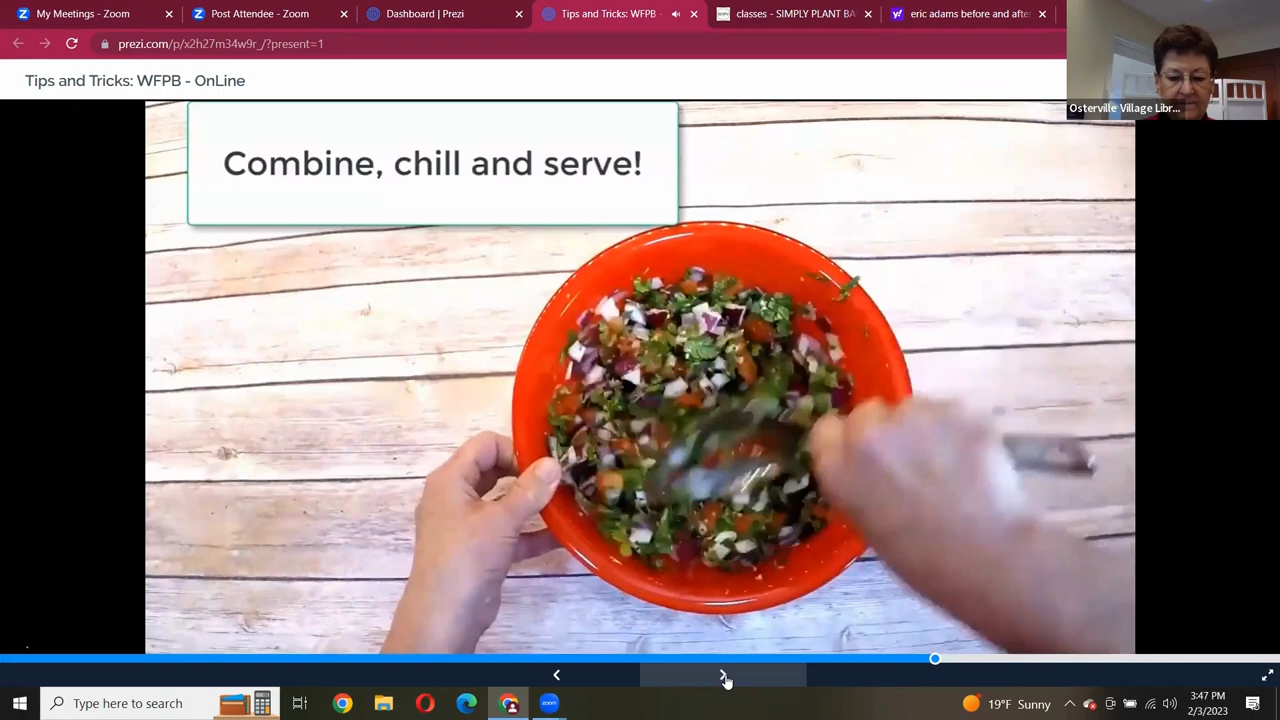 My Meetings - Zoom
Post Attendee - Zoom
Dashboard | Prezi
Tips and Tricks: WFPB -
classes - SIMPLY PLANT BA
eric adams before and afte
prezi.com/p/x2h27m34w9r_/?present=1
Tips and Tricks: WFPB - OnLine
Osterville Village Libr...
Combine, chill and serve!
Type here to search
zoom
19°F Sunny
3:47 PM
2/3/2023